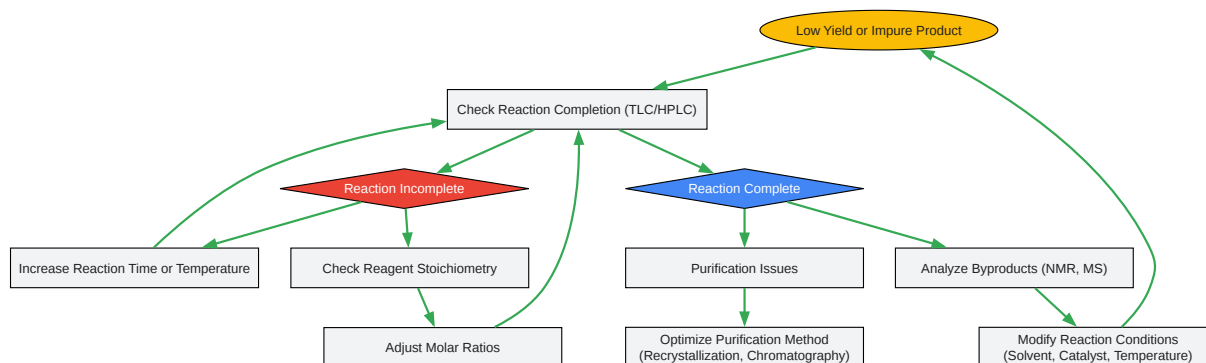 Low Yield or Impure Product
Check Reaction Completion (TLC/HPLC)
Reaction Incomplete
Reaction Complete
Increase Reaction Time or Temperature
Check Reagent Stoichiometry
Purification Issues
Analyze Byproducts (NMR, MS)
Adjust Molar Ratios
Optimize Purification Method
(Recrystallization, Chromatography)
Modify Reaction Conditions
(Solvent, Catalyst, Temperature)